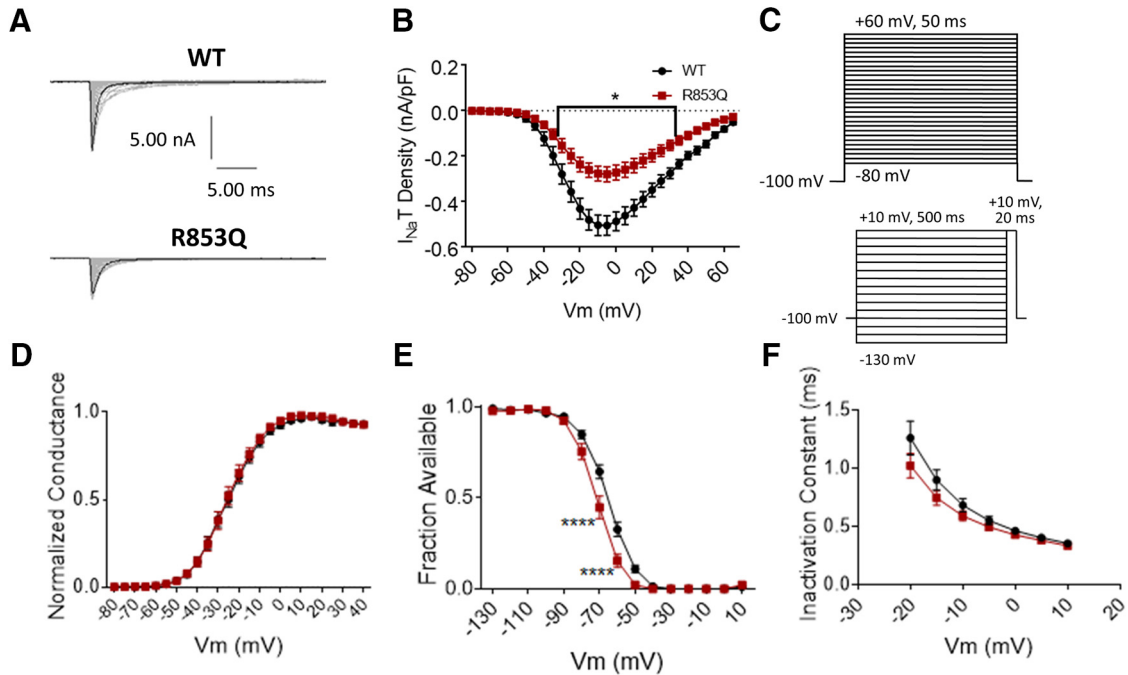 A
WT
5.00 nA
5.00 ms
R853Q
B
WT
R853Q
*
0.2
0.0
-0.2
-0.4
-0.6
INaT Density (nA/pF)
-80
-60
-40
-20
0
20
40
60
Vm (mV)
C
+60 mV, 50 ms
-100 mV
-80 mV
+10 mV, 500 ms
+10 mV,
20 ms
-100 mV
-130 mV
D
Normalized Conductance
1.0
0.5
0.0
-80
-70
-60
-50
-40
-30
-20
-10
0
10
20
30
40
Vm (mV)
E
Fraction Available
1.0
0.5
0.0
****
****
-130
-110
-90
-70
-50
-30
-10
10
Vm (mV)
F
Inactivation Constant (ms)
1.5
1.0
0.5
0.0
-30
-20
-10
0
10
20
Vm (mV)